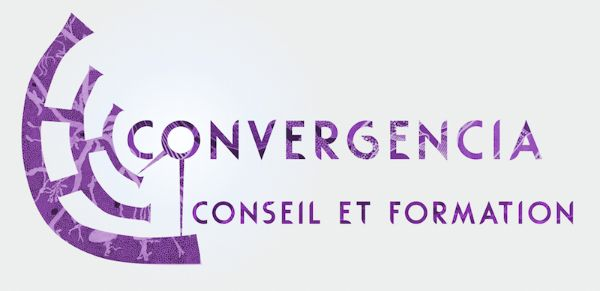 CONVERGENCIA
CONSEIL ET FORMATION